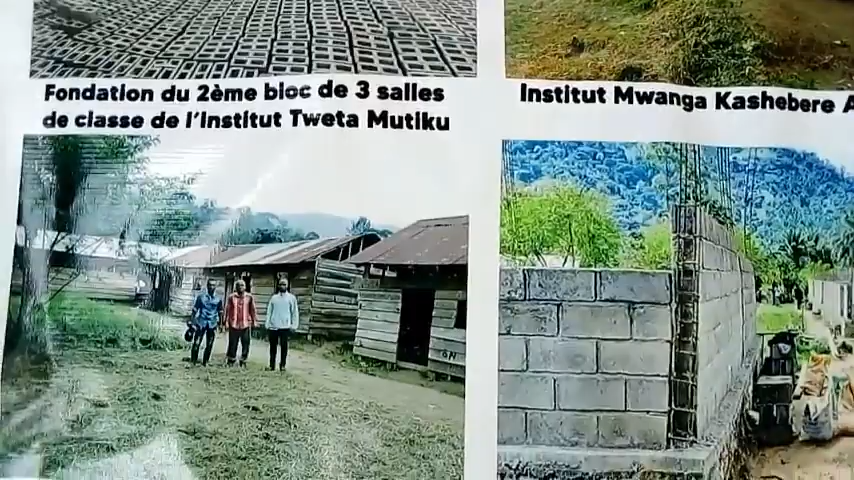 Fondation du 2ème bloc de 3 salles
de classe de l'Institut Tweta Mutiku
Institut Mwanga Kashebere